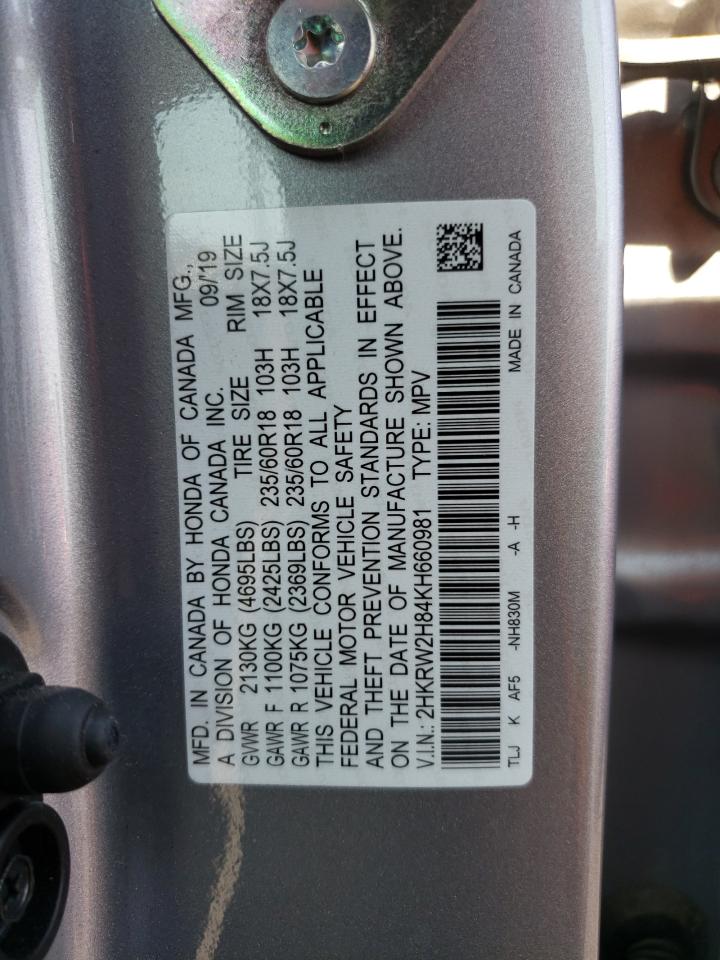 MFD. IN CANADA BY HONDA OF CANADA MFG.,
A DIVISION OF HONDA CANADA INC. 09/'19
GVWR 2130KG (4695LBS) TIRE SIZE RIM SIZE
GAWR F 1100KG (2425LBS) 235/60R18 103H 18X7.5J
GAWR R 1075KG (2369LBS) 235/60R18 103H 18X7.5J
THIS VEHICLE CONFORMS TO ALL APPLICABLE
FEDERAL MOTOR VEHICLE SAFETY
AND THEFT PREVENTION STANDARDS IN EFFECT
ON THE DATE OF MANUFACTURE SHOWN ABOVE.
V.I.N.: 2HKRW2H84KH660981 TYPE: MPV
TLJ K AF5 -NH830M -A -H MADE IN CANADA